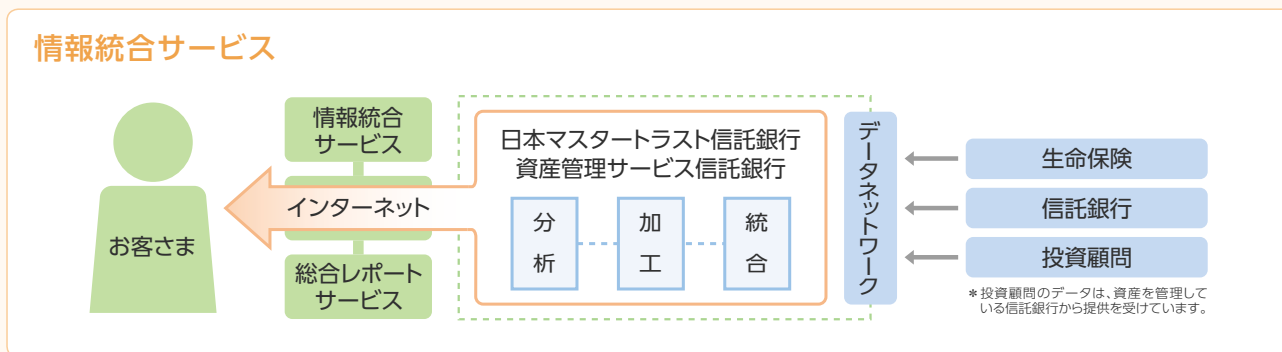 情報統合サービス
情報統合
サービス
インターネット
総合レポート
サービス
お客さま
日本マスタートラスト信託銀行
資産管理サービス信託銀行
分析
加工
統合
データネットワーク
生命保険
信託銀行
投資顧問
＊投資顧問のデータは、資産を管理して
いる信託銀行から提供を受けています。